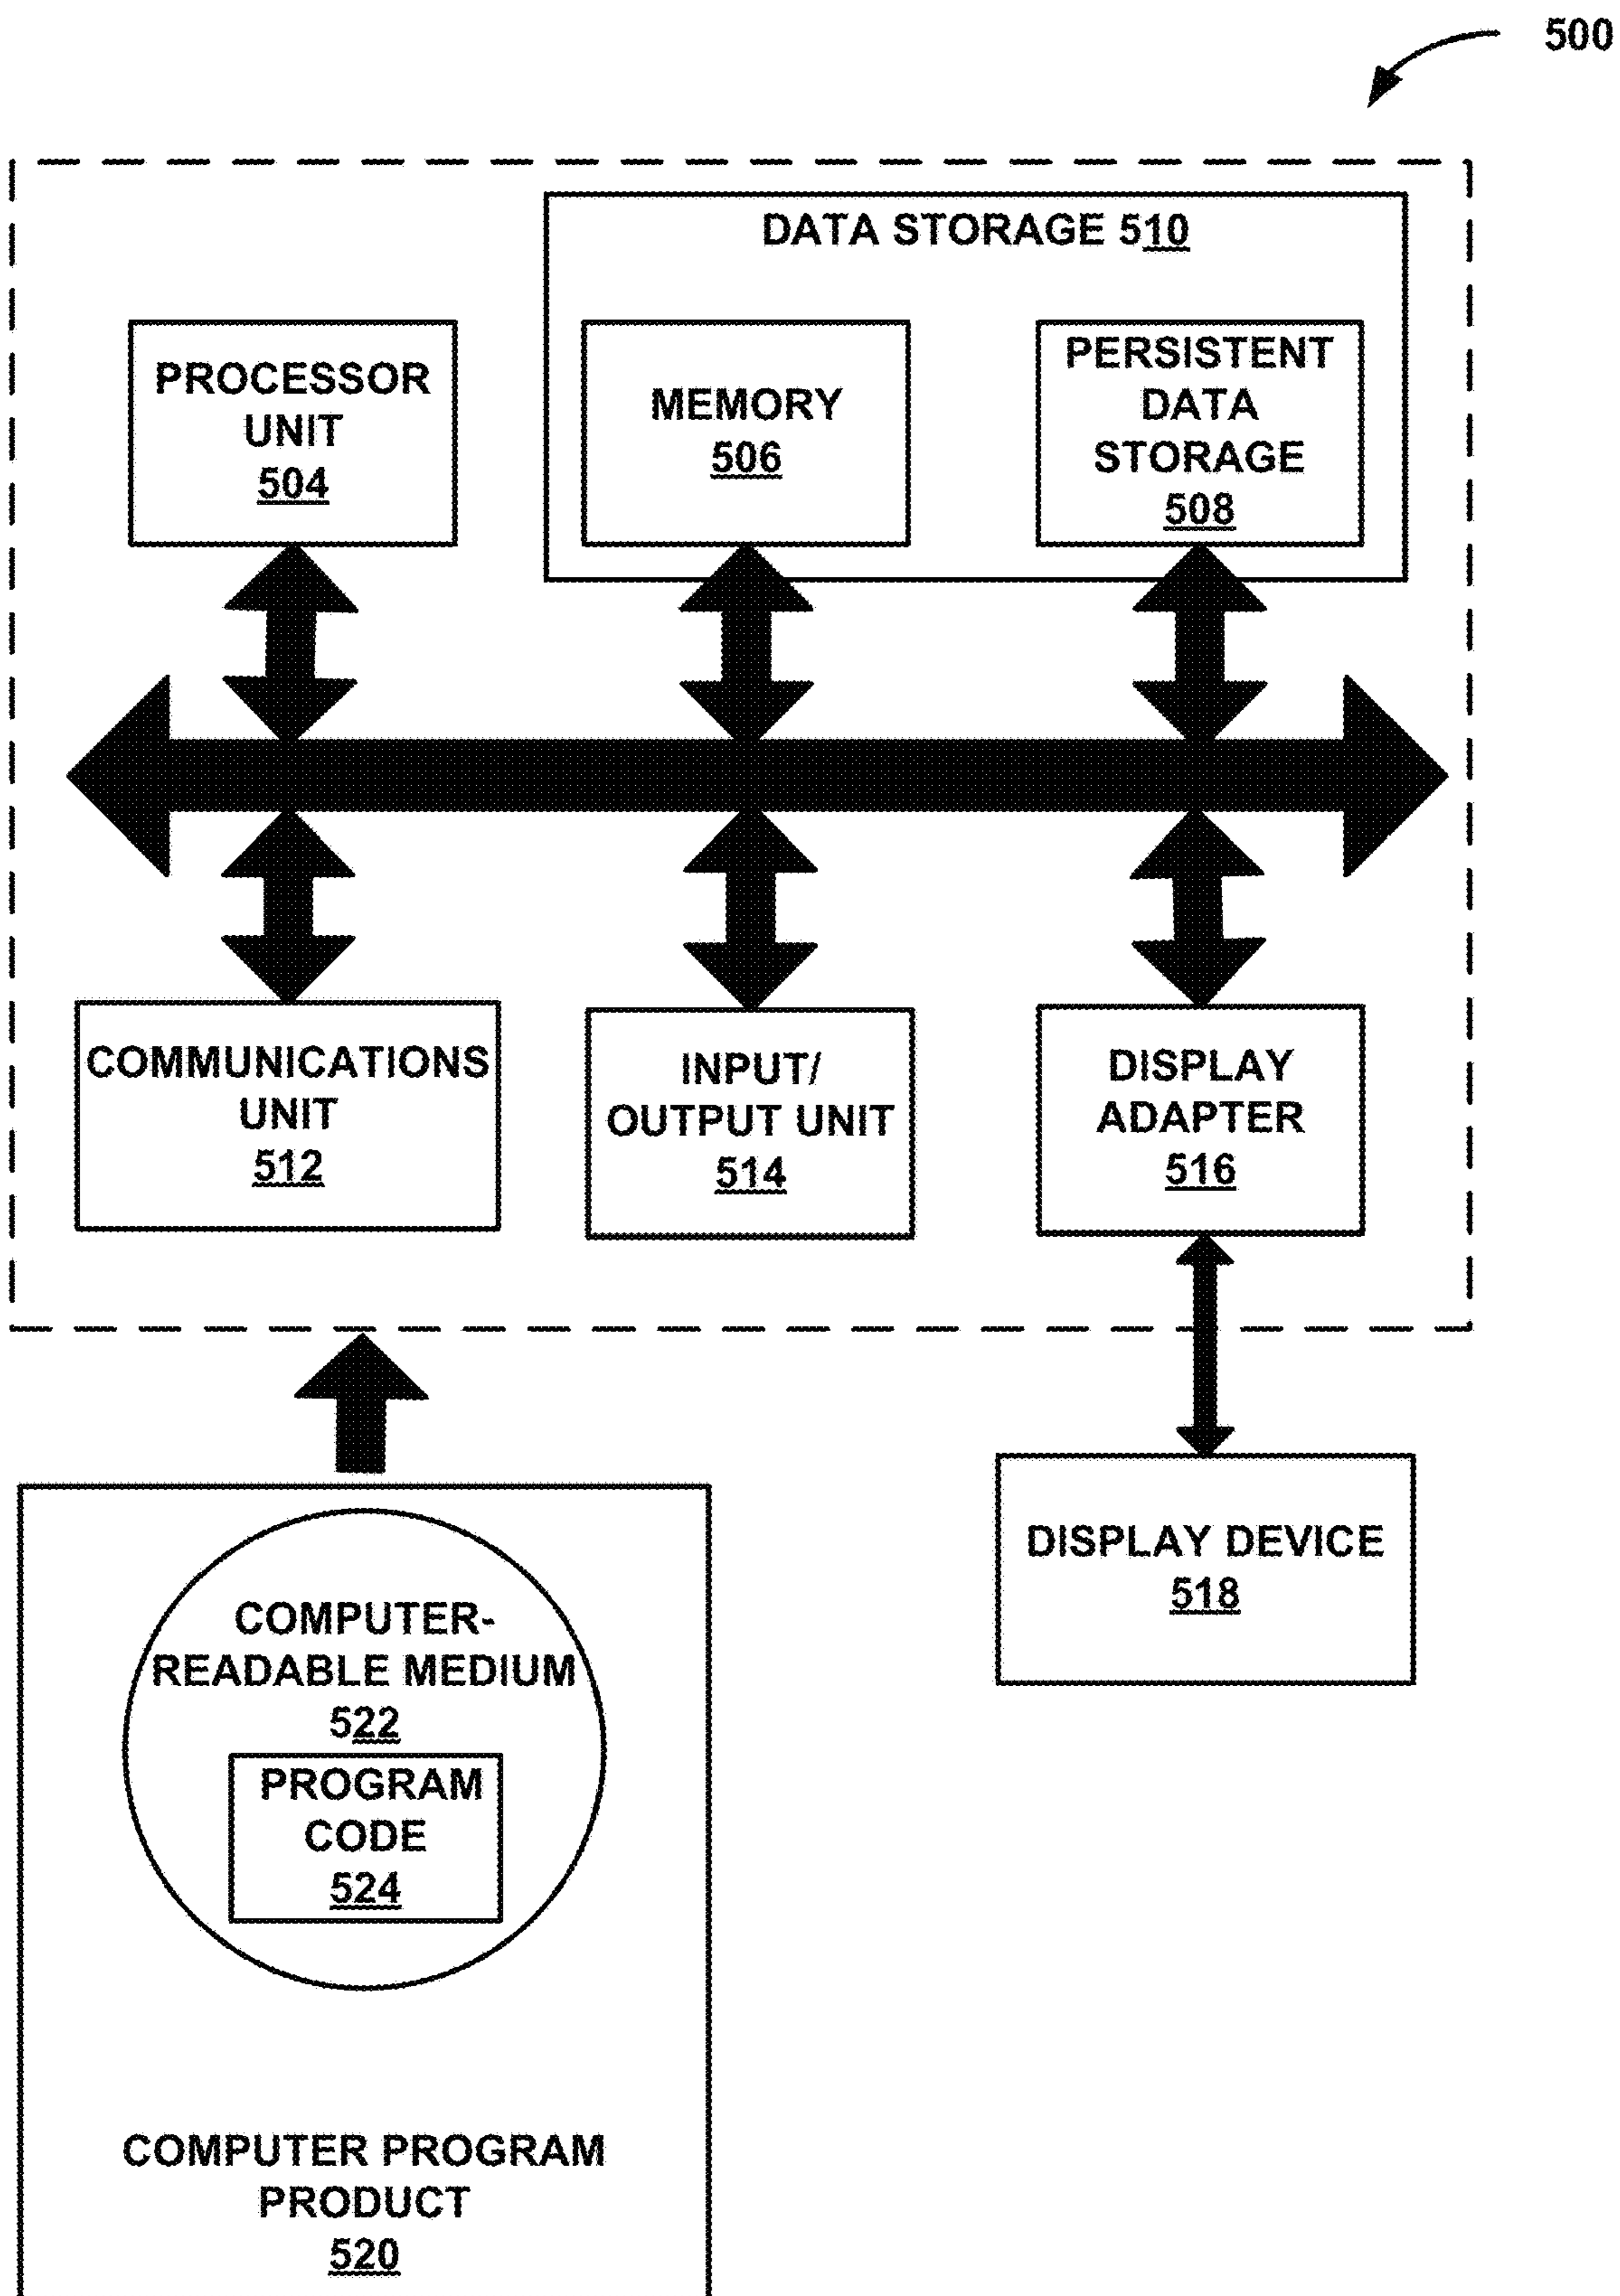 500
DATA STORAGE 510
PROCESSOR
UNIT
504
MEMORY
506
PERSISTENT
DATA
STORAGE
508
COMMUNICATIONS
UNIT
512
INPUT/
OUTPUT UNIT
514
DISPLAY
ADAPTER
516
DISPLAY DEVICE
518
COMPUTER-
READABLE MEDIUM
522
PROGRAM
CODE
524
COMPUTER PROGRAM
PRODUCT
520